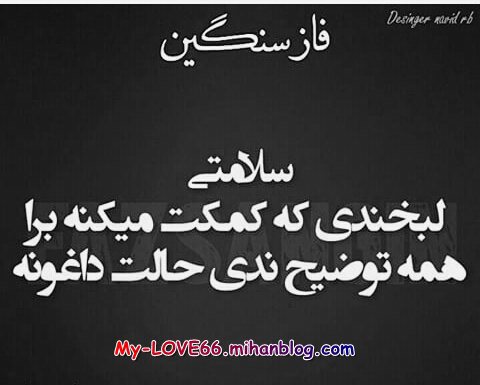 Desinger navid rb
فاز سنگین
سلامتی
لبخندی که کمکت میکنه برا
همه توضیح ندی حالت داغونه
My-LOVE66.mihanblog.com